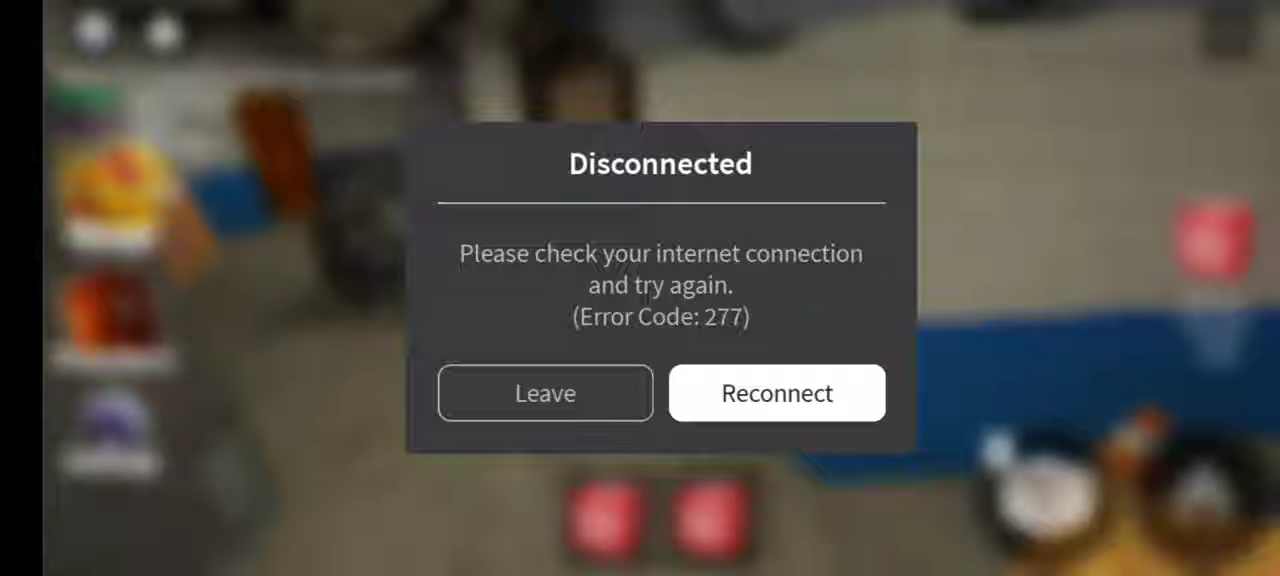 Disconnected
Please check your internet connection
and try again.
(Error Code: 277)
Leave
Reconnect